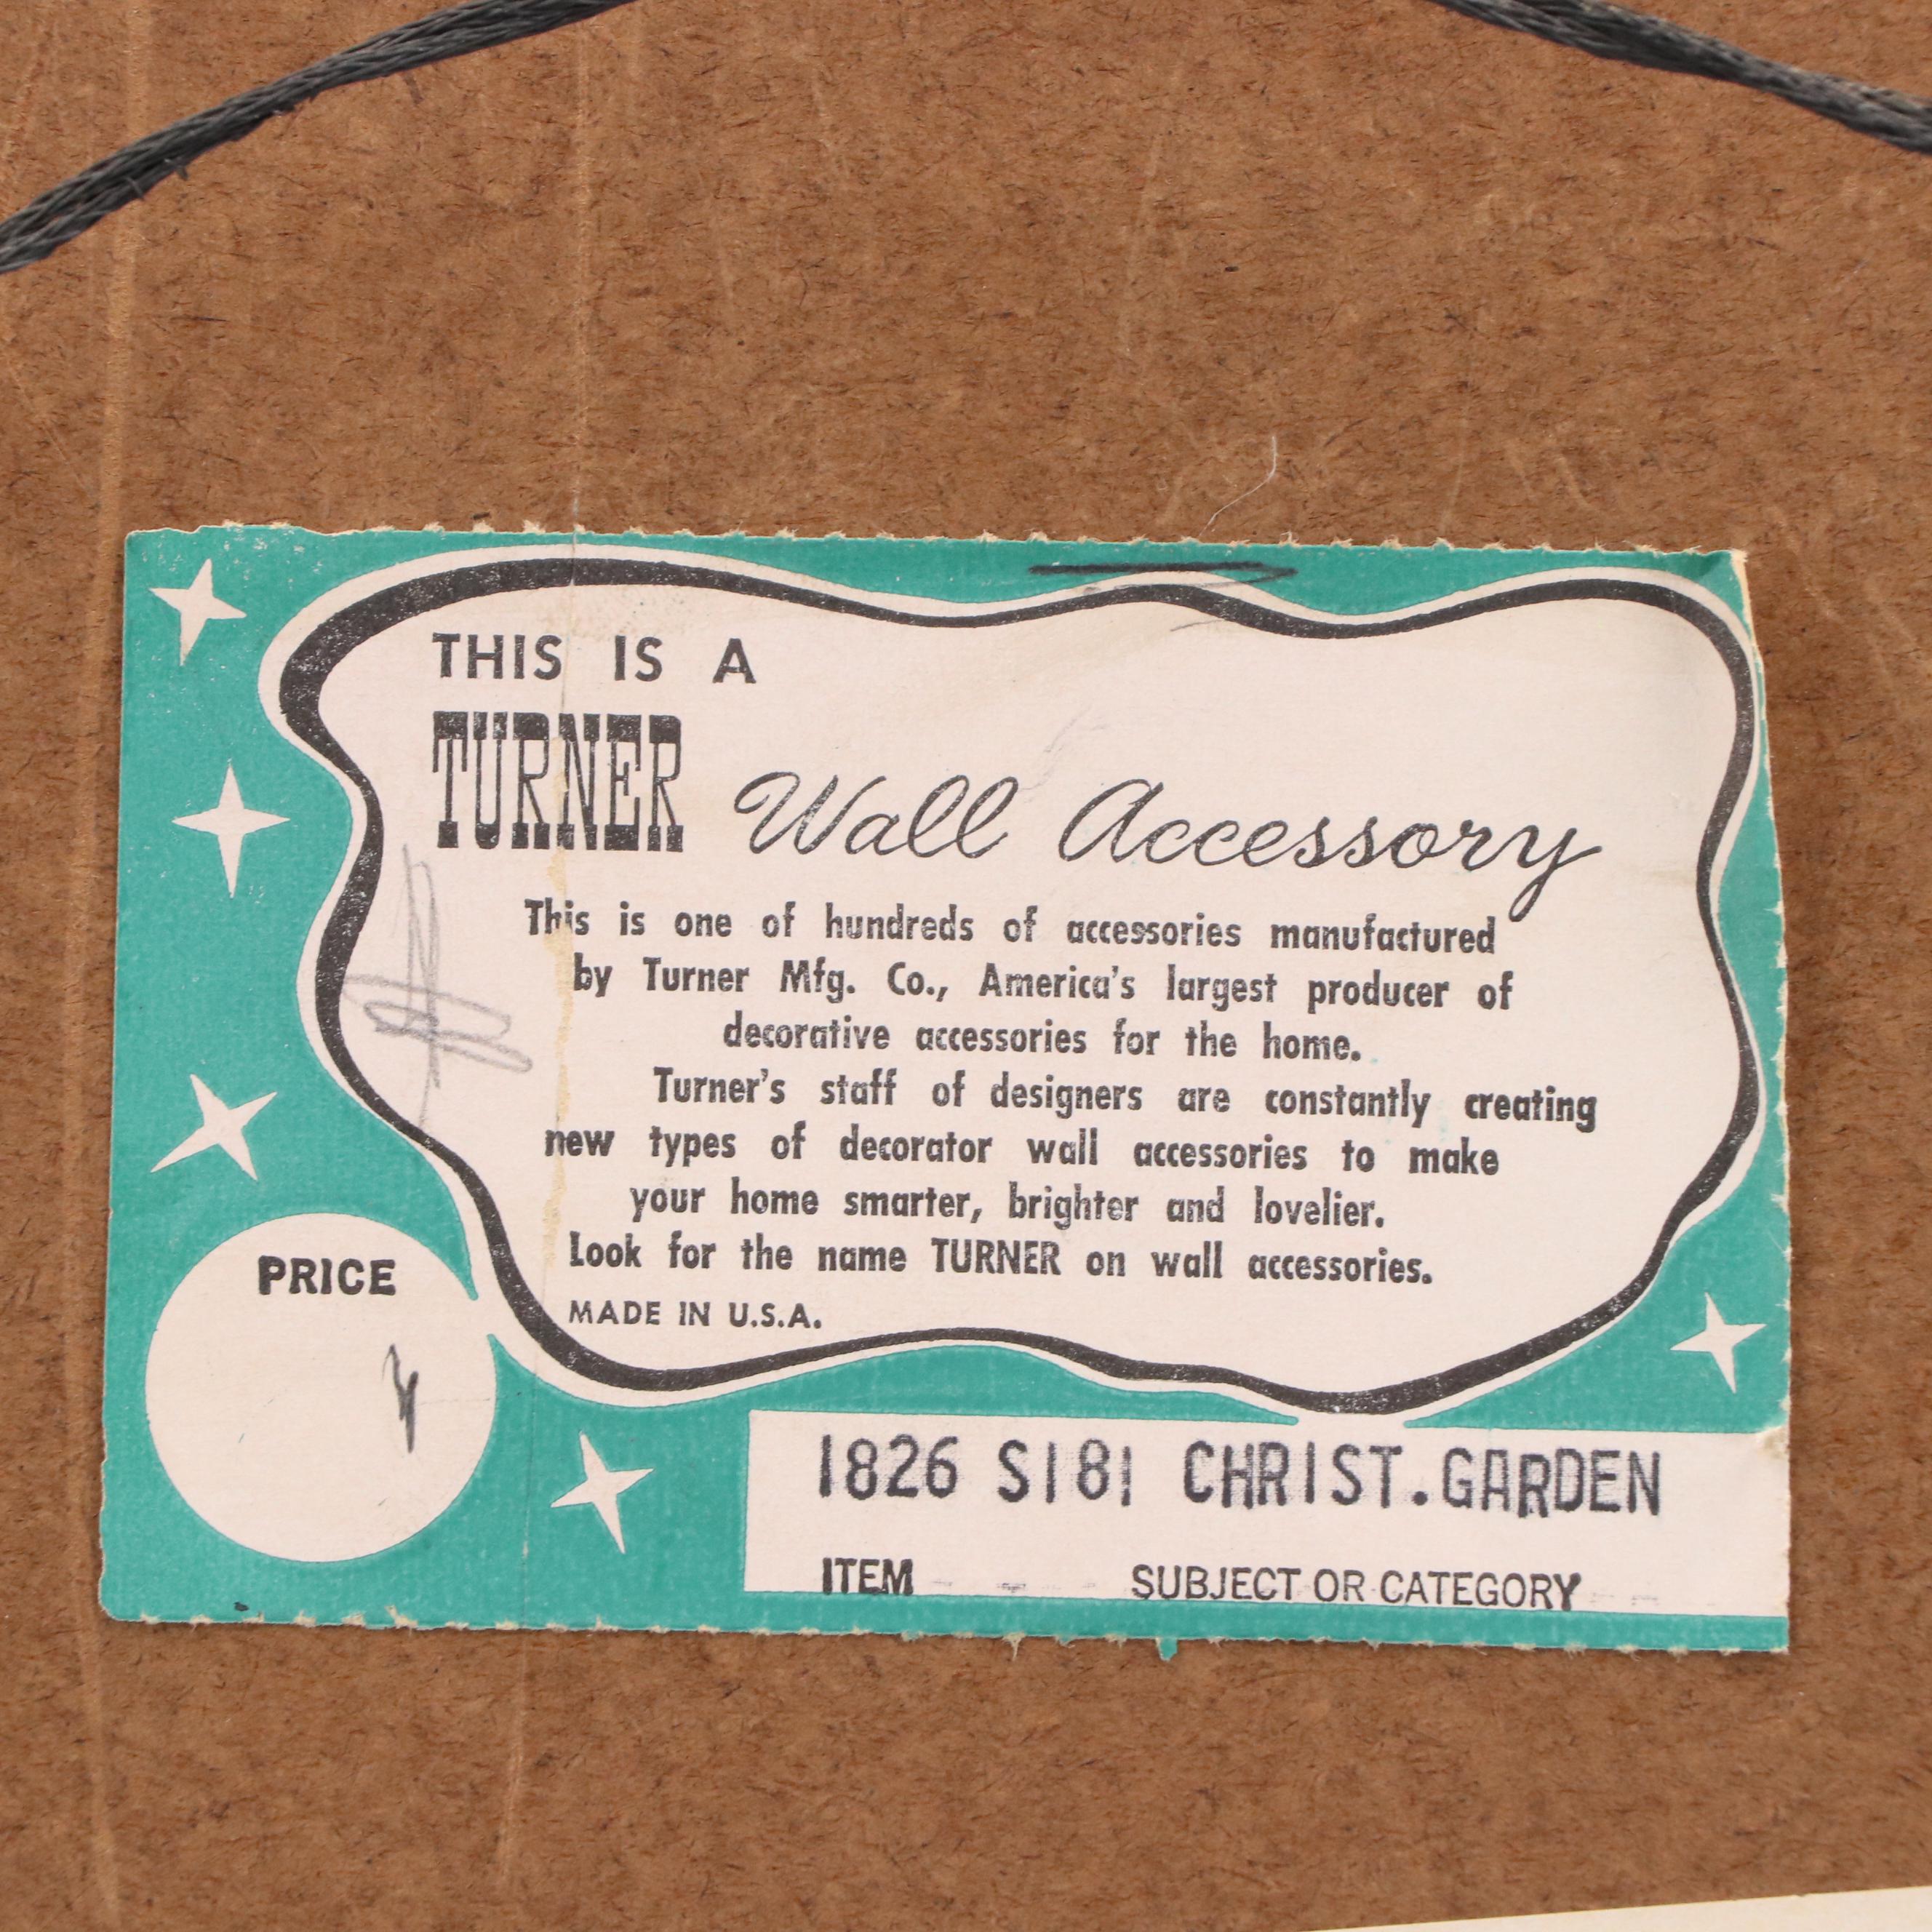 THIS IS A
TURNER Wall Accessory
This is one of hundreds of accessories manufactured
by Turner Mfg. Co., America's largest producer of
decorative accessories for the home.
Turner's staff of designers are constantly creating
new types of decorator wall accessories to make
your home smarter, brighter and lovelier.
Look for the name TURNER on wall accessories.
MADE IN U.S.A.
PRICE
1826 S181 CHRIST.GARDEN
ITEM SUBJECT OR CATEGORY